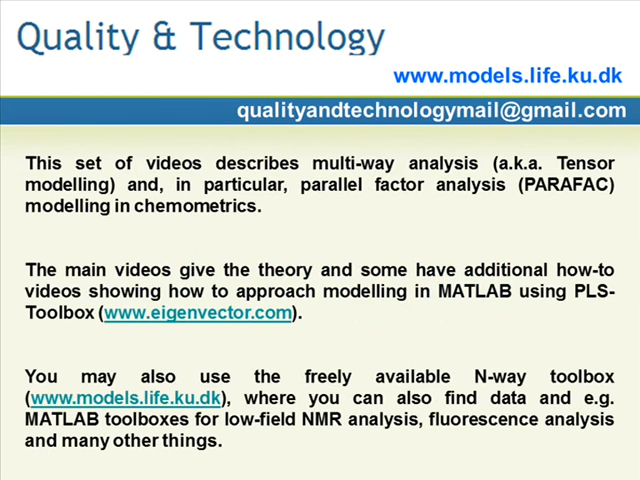 Quality & Technology
www.models.life.ku.dk
qualityandtechnologymail@gmail.com
This set of videos describes multi-way analysis (a.k.a. Tensor
modelling) and, in particular, parallel factor analysis (PARAFAC)
modelling in chemometrics.
The main videos give the theory and some have additional how-to
videos showing how to approach modelling in MATLAB using PLS-
Toolbox (www.eigenvector.com).
You may also use the freely available N-way toolbox
(www.models.life.ku.dk), where you can also find data and e.g.
MATLAB toolboxes for low-field NMR analysis, fluorescence analysis
and many other things.